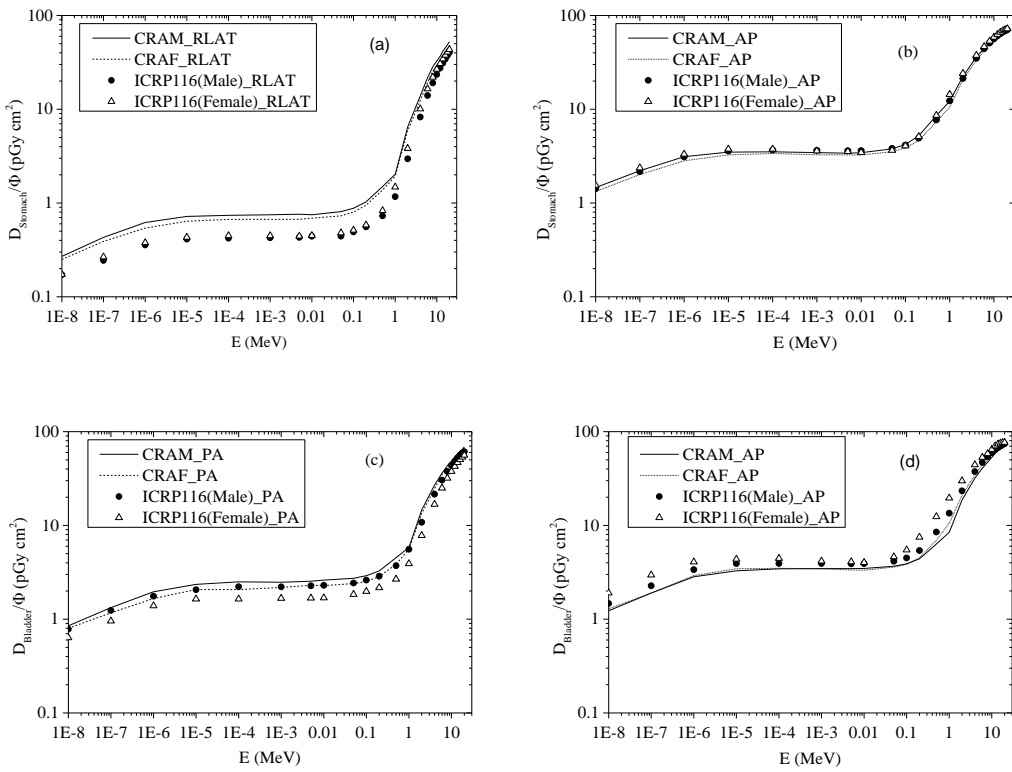 100
10
1
0.1
D_Stomach/Φ (pGy cm²)
CRAM_RLAT
CRAF_RLAT
ICRP116(Male)_RLAT
ICRP116(Female)_RLAT
(a)
1E-8 1E-7 1E-6 1E-5 1E-4 1E-3 0.01 0.1 1 10
E (MeV)
100
10
1
0.1
D_Stomach/Φ (pGy cm²)
CRAM_AP
CRAF_AP
ICRP116(Male)_AP
ICRP116(Female)_AP
(b)
1E-8 1E-7 1E-6 1E-5 1E-4 1E-3 0.01 0.1 1 10
E (MeV)
100
10
1
0.1
D_Bladder/Φ (pGy cm²)
CRAM_PA
CRAF_PA
ICRP116(Male)_PA
ICRP116(Female)_PA
(c)
1E-8 1E-7 1E-6 1E-5 1E-4 1E-3 0.01 0.1 1 10
E (MeV)
100
10
1
0.1
D_Bladder/Φ (pGy cm²)
CRAM_AP
CRAF_AP
ICRP116(Male)_AP
ICRP116(Female)_AP
(d)
1E-8 1E-7 1E-6 1E-5 1E-4 1E-3 0.01 0.1 1 10
E (MeV)